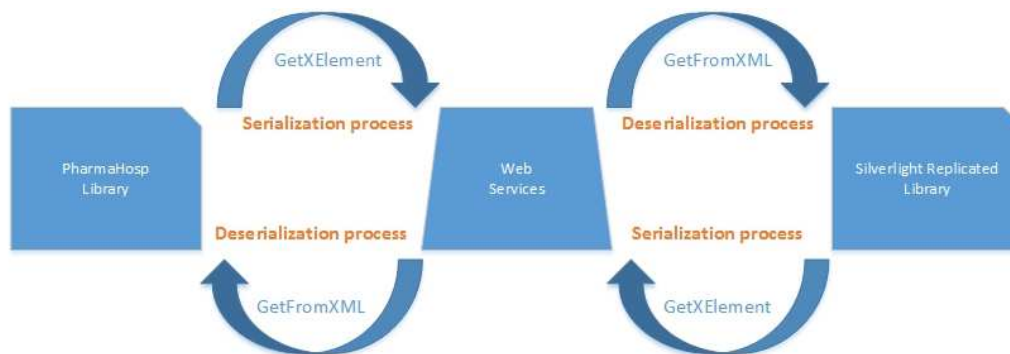 GetXElement
GetFromXML
Serialization process
Deserialization process
PharmaHosp
Library
Web
Services
Silverlight Replicated
Library
Deserialization process
Serialization process
GetFromXML
GetXElement